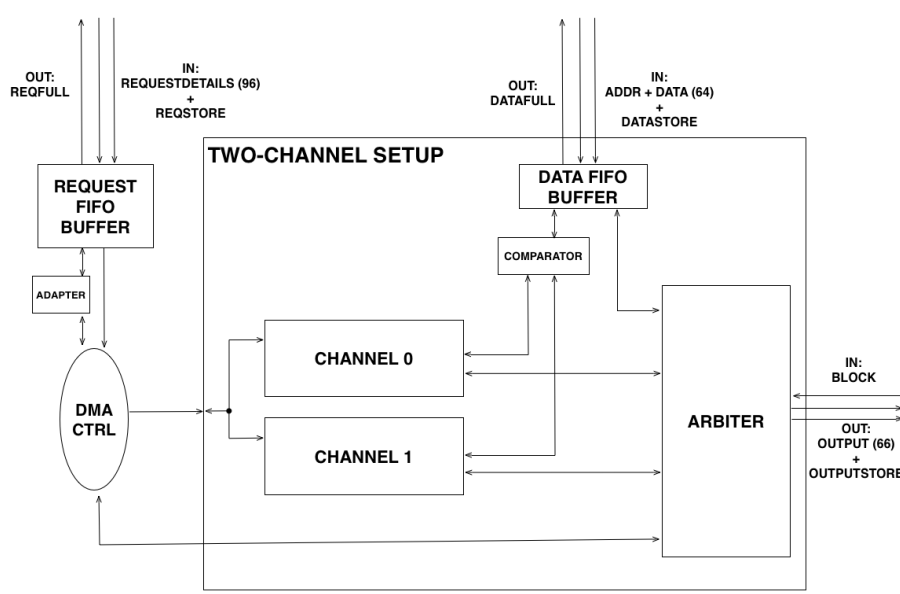 OUT:
REQFULL
IN:
REQUESTDETAILS (96)
+
REQSTORE
OUT:
DATAFULL
IN:
ADDR + DATA (64)
+
DATASTORE
TWO-CHANNEL SETUP
REQUEST
FIFO
BUFFER
DATA FIFO
BUFFER
COMPARATOR
ADAPTER
CHANNEL 0
DMA
CTRL
CHANNEL 1
ARBITER
IN:
BLOCK
OUT:
OUTPUT (66)
+
OUTPUTSTORE